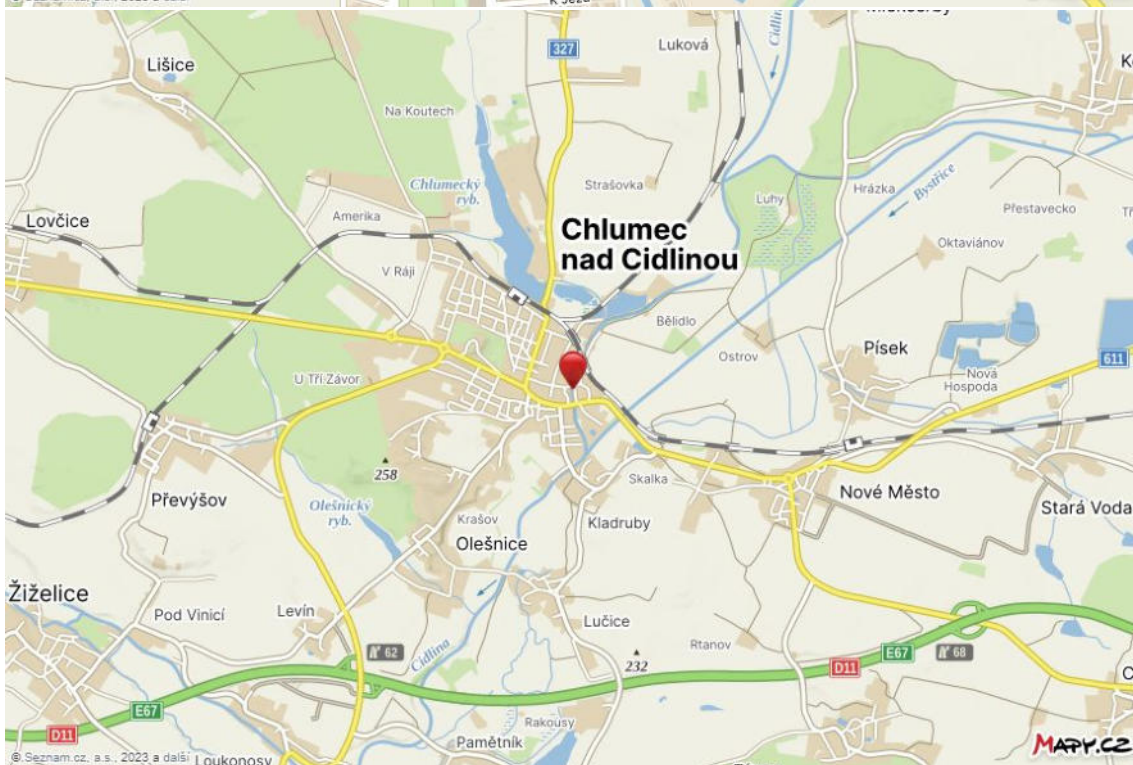 Luková
327
Lišice
Na Koutech
Cidlina
Chlumecký
ryb.
Strašovka
Luhy
Hrázka
Bystřice
Přestavecko
Lovčice
Amerika
Chlumec
nad Cidlinou
Oktaviánov
V Ráji
Bělidlo
Ostrov
Písek
611
U Tří Závor
Nová
Hospoda
258
Skalka
Převýšov
Olešnický
ryb.
Krašov
Kladruby
Nové Město
Stará Voda
Olešnice
Žiželice
Pod Vinicí
Levín
Lučice
62
Cidlina
232
Rtanov
E67
68
D11
E67
D11
Rakousy
Pamětník
Loukonosy
© Seznam.cz, a.s., 2023 a další
MAPY.CZ